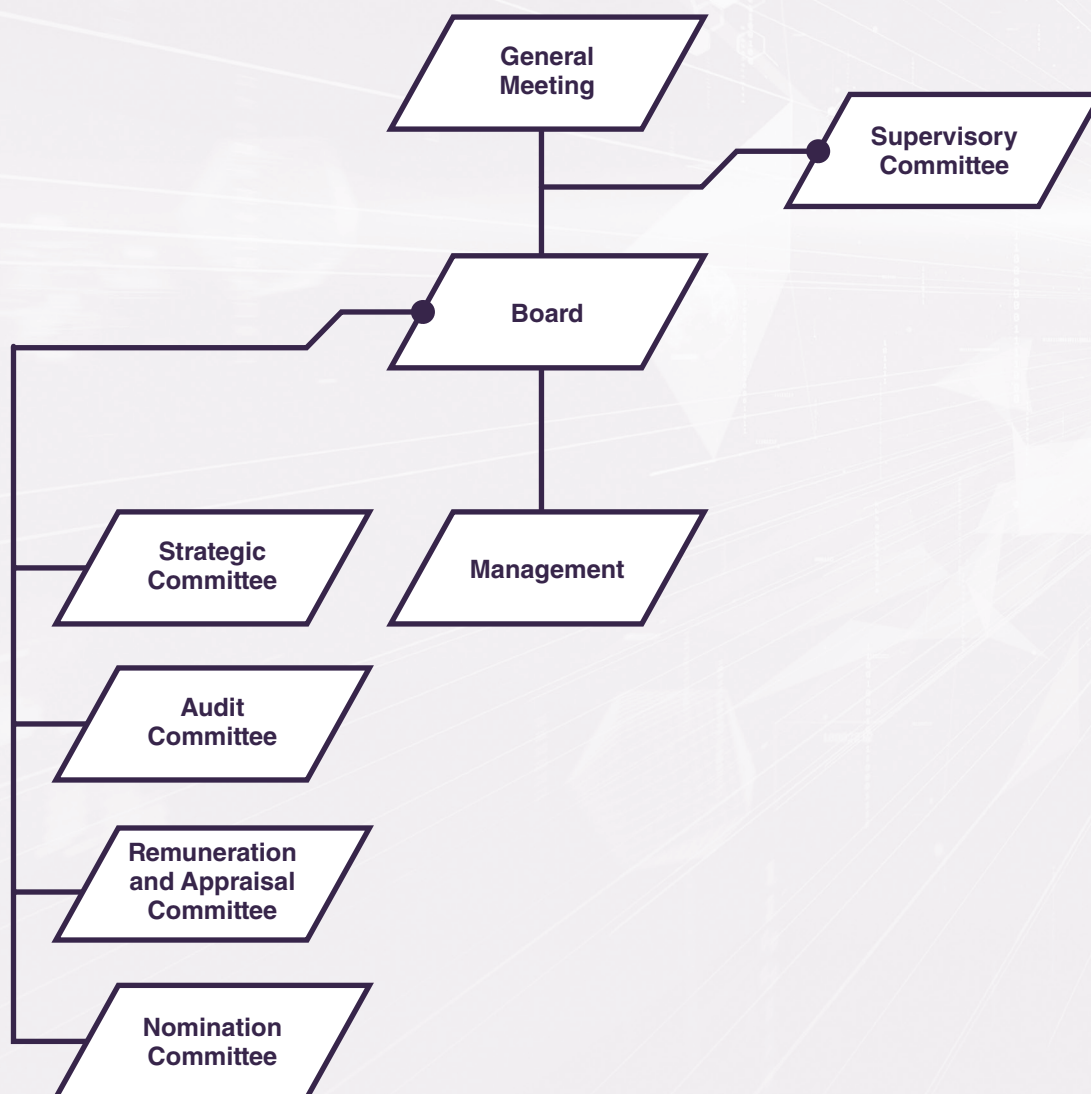 General
Meeting
Supervisory
Committee
Board
Strategic
Committee
Management
Audit
Committee
Remuneration
and Appraisal
Committee
Nomination
Committee